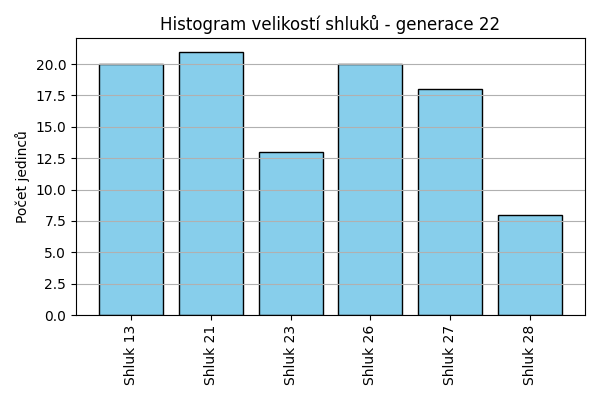 Histogram velikostí shluků - generace 22
Počet jedinců
20.0
17.5
15.0
12.5
10.0
7.5
5.0
2.5
0.0
Shluk 13
Shluk 21
Shluk 23
Shluk 26
Shluk 27
Shluk 28